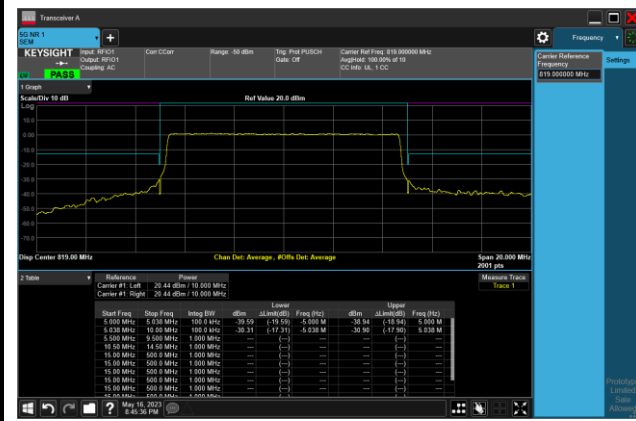 Transceiver A
5G NR 1
SEM
Frequency
KEYSIGHT
Input: RFIO1
Output: RFIO1
Coupling: AC
Corr CCorr
Range: -50 dBm
Trig: Prd PUSCH
Gate: Off
Carrier Ref Freq: 819.000000 MHz
Avg|Hold: 100.00% of 10
CC Info: UL, 1 CC
PASS
Carrier Reference
Frequency
819.000000 MHz
Settings
1 Graph
Scale/Div 10 dB
Ref Value 20.0 dBm
Log
10.0
0.00
-10.0
-20.0
-30.0
-40.0
-50.0
-60.0
-70.0
Disp Center 819.00 MHz
Chan Det: Average, #Offs Det: Average
Span 20.000 MHz
2001 pts
2 Table
Reference Power
Carrier #1: Left 20.44 dBm / 10.000 MHz
Carrier #1: Right 20.44 dBm / 10.000 MHz
Measure Trace
Trace 1
Lower Upper
Start Freq Stop Freq Integ BW dBm ΔLimit(dB) Freq (Hz) dBm ΔLimit(dB) Freq (Hz)
5.000 MHz 5.038 MHz 100.0 kHz -39.59 (-19.59) -5.000 M -38.94 (-18.94) 5.000 M
5.038 MHz 10.00 MHz 100.0 kHz -30.31 (-17.31) -5.038 M -30.90 (-17.90) 5.038 M
5.500 MHz 9.500 MHz 1.000 MHz --- (---) --- --- (---) ---
10.50 MHz 14.50 MHz 1.000 MHz --- (---) --- --- (---) ---
15.00 MHz 500.0 MHz 1.000 MHz --- (---) --- --- (---) ---
15.00 MHz 500.0 MHz 1.000 MHz --- (---) --- --- (---) ---
15.00 MHz 500.0 MHz 1.000 MHz --- (---) --- --- (---) ---
15.00 MHz 500.0 MHz 1.000 MHz --- (---) --- --- (---) ---
15.00 MHz 500.0 MHz 1.000 MHz --- (---) --- --- (---) ---
Prototype
Limited
Sale
Allowed
May 16, 2023
8:45:36 PM